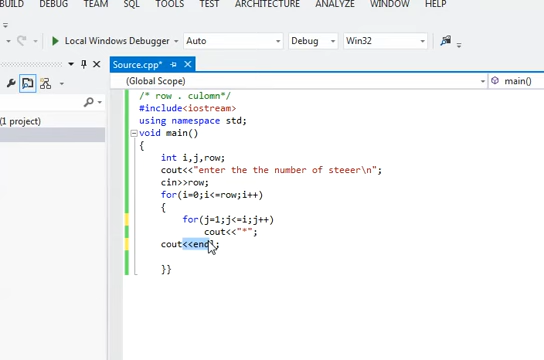 BUILD DEBUG TEAM SQL TOOLS TEST ARCHITECTURE ANALYZE WINDOW HELP
Local Windows Debugger Auto Debug Win32
Source.cpp*
(Global Scope) main()
(1 project)
/* row . culomn*/
#include<iostream>
using namespace std;
void main()
{
int i,j,row;
cout<<"enter the the number of steeer\n";
cin>>row;
for(i=0;i<=row;i++)
{
for(j=1;j<=i;j++)
cout<<"*";
cout<<endl;
}}